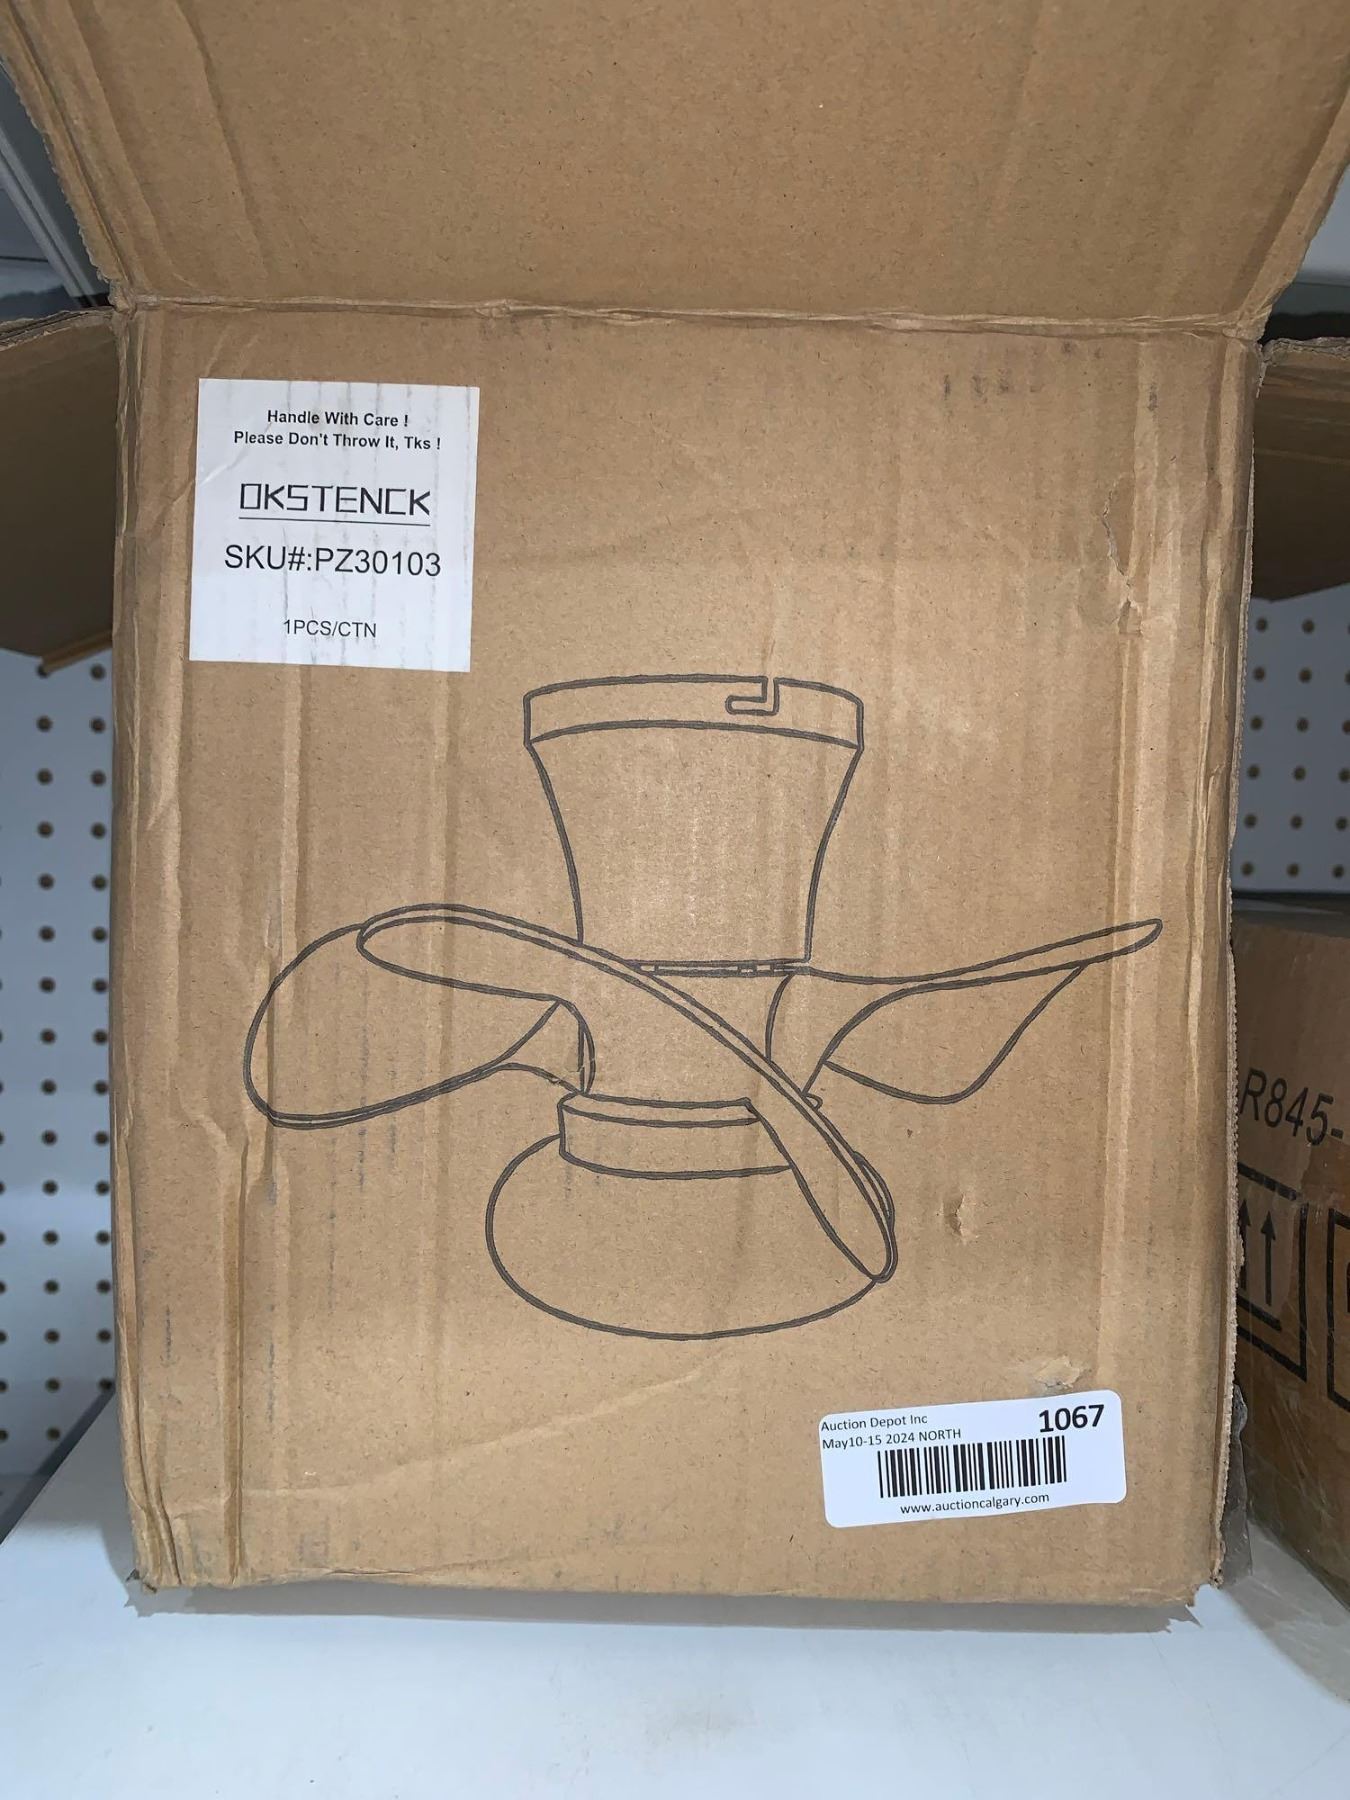 Handle With Care !
Please Don't Throw It, Tks !
OKSTENCK
SKU#:PZ30103
1PCS/CTN
R845-
Auction Depot Inc
1067
May10-15 2024 NORTH
www.auctioncalgary.com